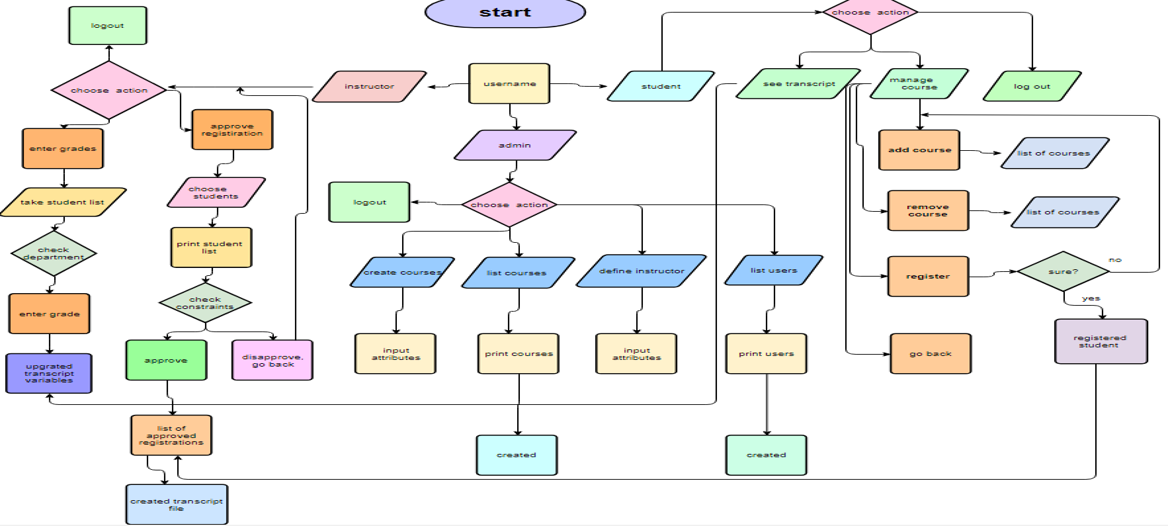 start
choose action
logout
choose action
instructor
username
student
see transcript
manage
course
log out
approve
registiration
enter grades
admin
add course
list of courses
choose
students
take student list
logout
choose action
remove
course
list of courses
print student
list
check
department
create courses
list courses
define instructor
list users
register
sure?
no
yes
check
constraints
enter grade
approve
disapprove,
go back
input
attributes
print courses
input
attributes
print users
go back
registered
student
upgrated
transcript
variables
list of
approved
registrations
created
created
created transcript
file